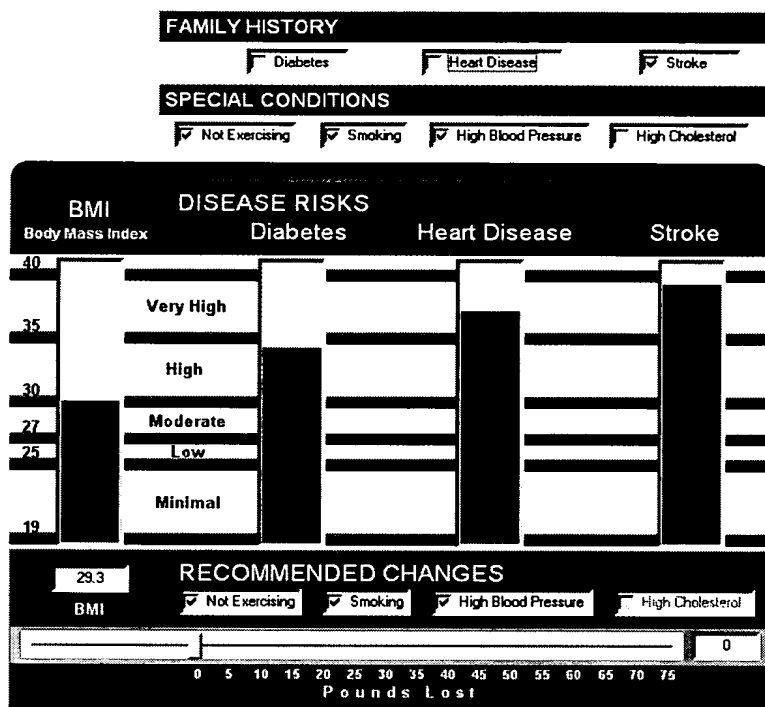 FAMILY HISTORY
Diabetes Heart Disease Stroke
SPECIAL CONDITIONS
Not Exercising Smoking High Blood Pressure High Cholesterol
BMI DISEASE RISKS
Body Mass Index Diabetes Heart Disease Stroke
40
Very High
35
High
30
Moderate
27
25 Low
Minimal
19
29.3 RECOMMENDED CHANGES
BMI Not Exercising Smoking High Blood Pressure High Cholesterol
0
0 5 10 15 20 25 30 35 40 45 50 55 60 65 70 75
Pounds Lost